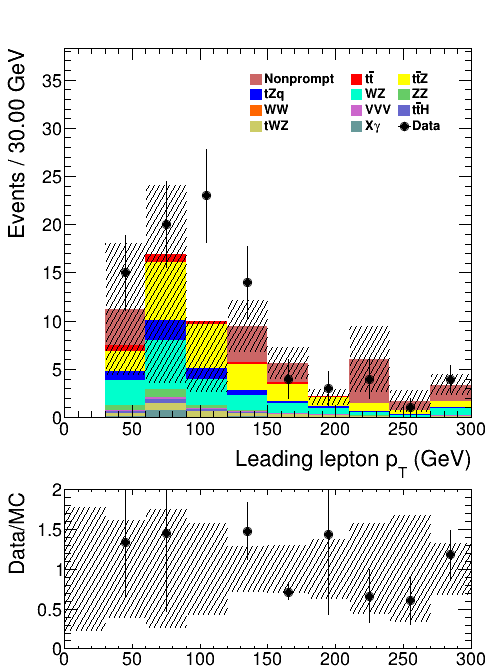 Events / 30.00 GeV
35
30
25
20
15
10
5
0
Nonprompt tt̄ tt̄Z
tZq WZ ZZ
WW VVV tt̄H
tWZ Xγ Data
0 50 100 150 200 250 300
Leading lepton p_T (GeV)
Data/MC
2
1.5
1
0.5
0
0 50 100 150 200 250 300